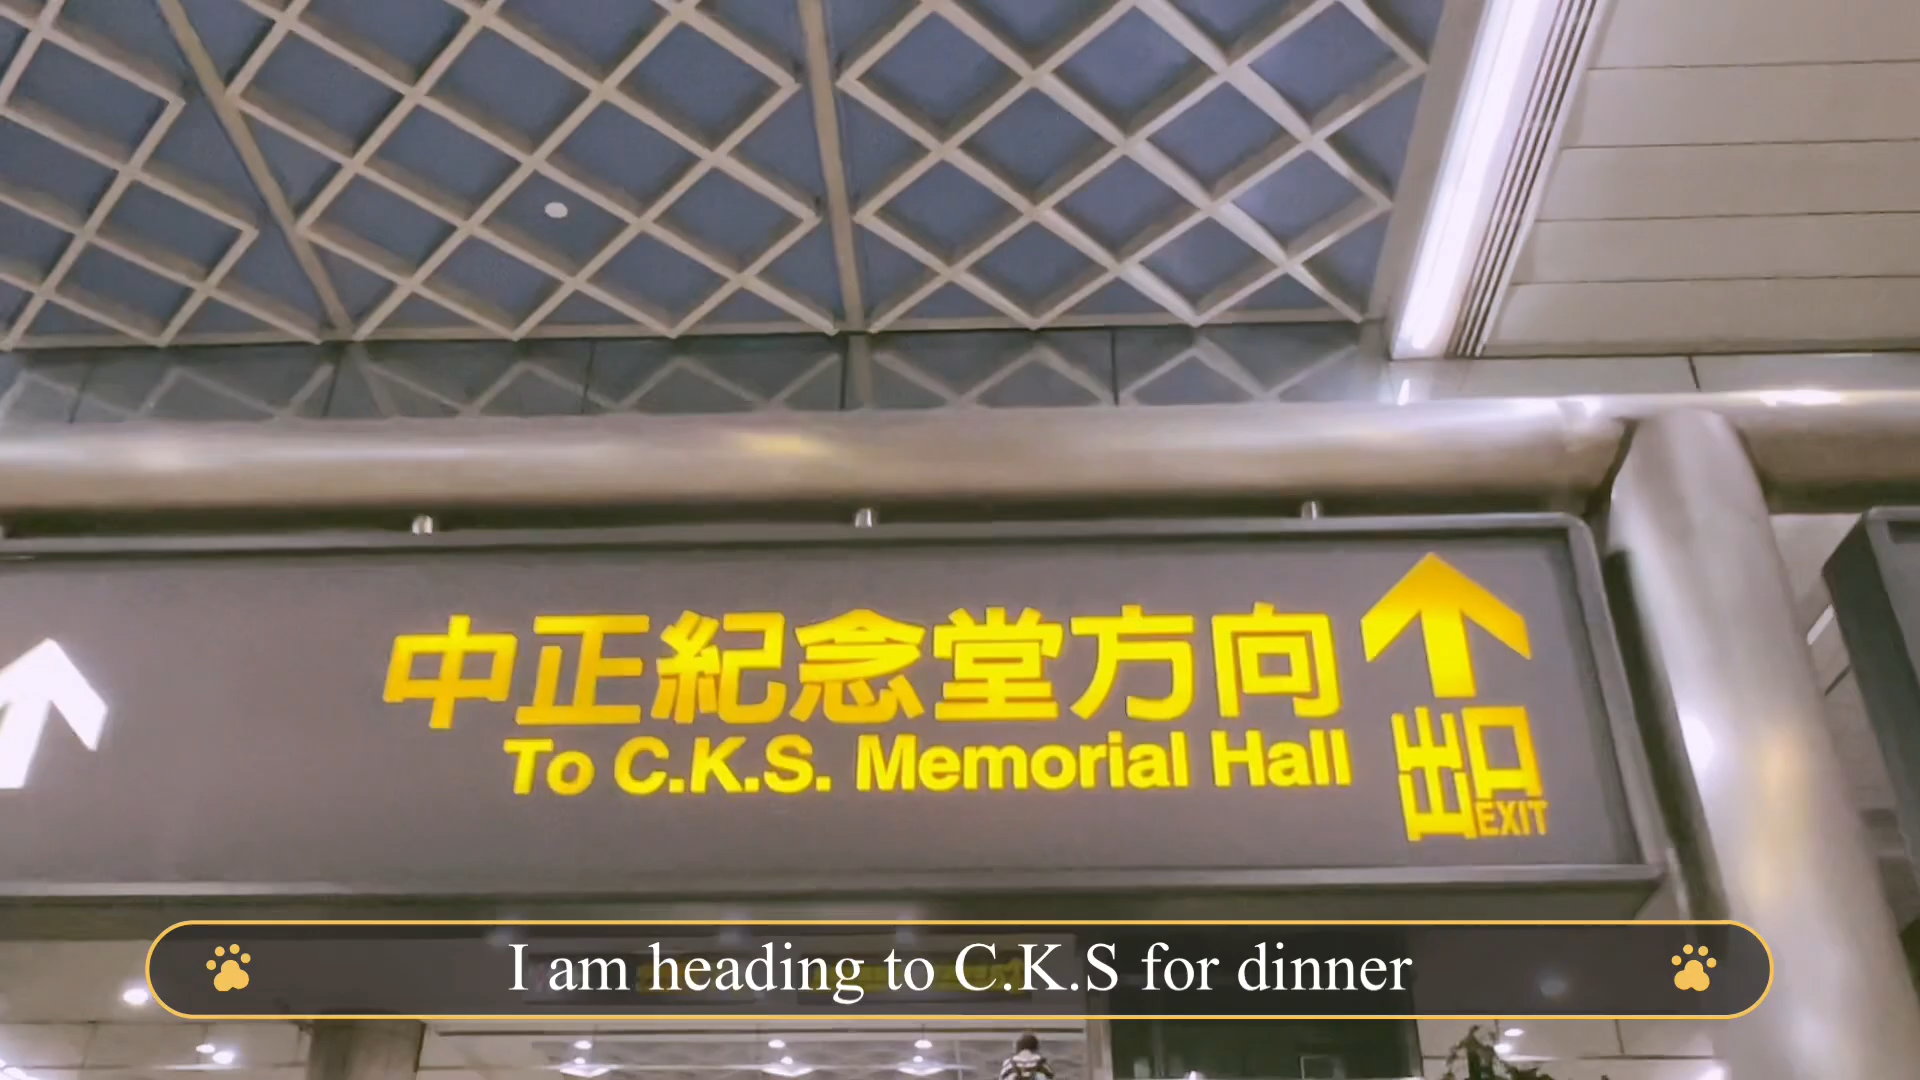 中正紀念堂方向
To C.K.S. Memorial Hall
出口
EXIT
I am heading to C.K.S for dinner